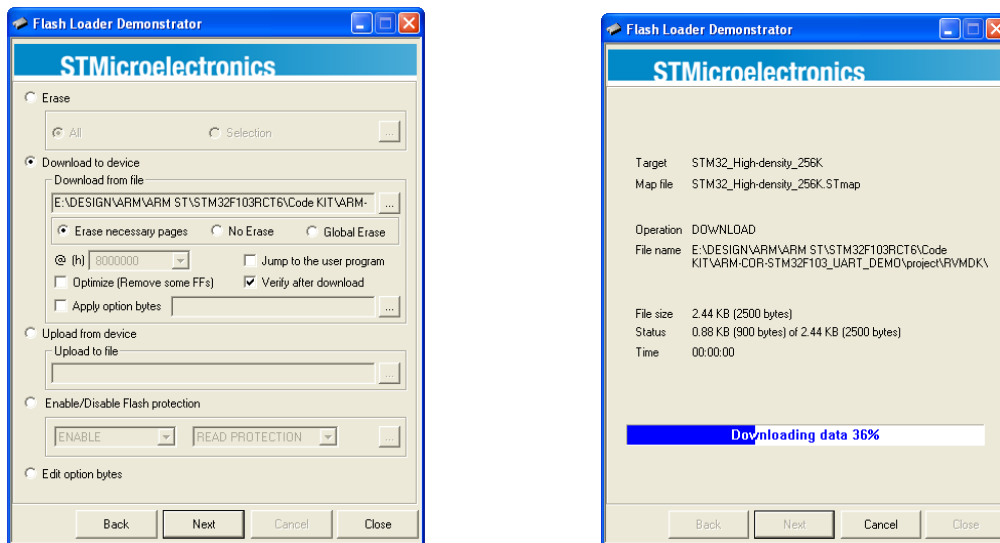 Flash Loader Demonstrator
STMicroelectronics
Erase
All Selection ...
Download to device
Download from file
E:\DESIGN\ARM\ARM ST\STM32F103RCT6\Code KIT\ARM- ...
Erase necessary pages No Erase Global Erase
@ (h) 8000000 Jump to the user program
Optimize (Remove some FFs) Verify after download
Apply option bytes ...
Upload from device
Upload to file
...
Enable/Disable Flash protection
ENABLE READ PROTECTION ...
Edit option bytes
Back Next Cancel Close
Flash Loader Demonstrator
STMicroelectronics
Target STM32_High-density_256K
Map file STM32_High-density_256K.STmap
Operation DOWNLOAD
File name E:\DESIGN\ARM\ARM ST\STM32F103RCT6\Code
KIT\ARM-COR-STM32F103_UART_DEMO\project\RVMDK\
File size 2.44 KB (2500 bytes)
Status 0.88 KB (900 bytes) of 2.44 KB (2500 bytes)
Time 00:00:00
Downloading data 36%
Back Next Cancel Close